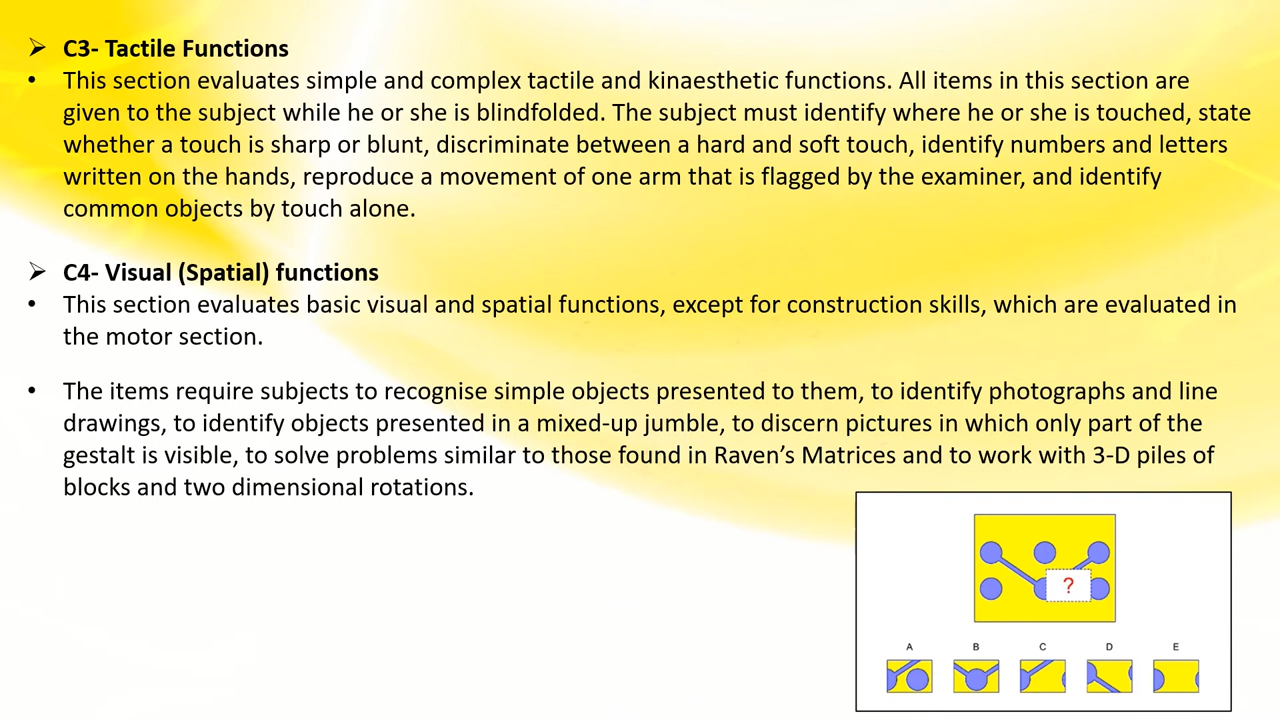 ➢ C3- Tactile Functions
• This section evaluates simple and complex tactile and kinaesthetic functions. All items in this section are
given to the subject while he or she is blindfolded. The subject must identify where he or she is touched, state
whether a touch is sharp or blunt, discriminate between a hard and soft touch, identify numbers and letters
written on the hands, reproduce a movement of one arm that is flagged by the examiner, and identify
common objects by touch alone.
➢ C4- Visual (Spatial) functions
• This section evaluates basic visual and spatial functions, except for construction skills, which are evaluated in
the motor section.
• The items require subjects to recognise simple objects presented to them, to identify photographs and line
drawings, to identify objects presented in a mixed-up jumble, to discern pictures in which only part of the
gestalt is visible, to solve problems similar to those found in Raven’s Matrices and to work with 3-D piles of
blocks and two dimensional rotations.
?
A B C D E